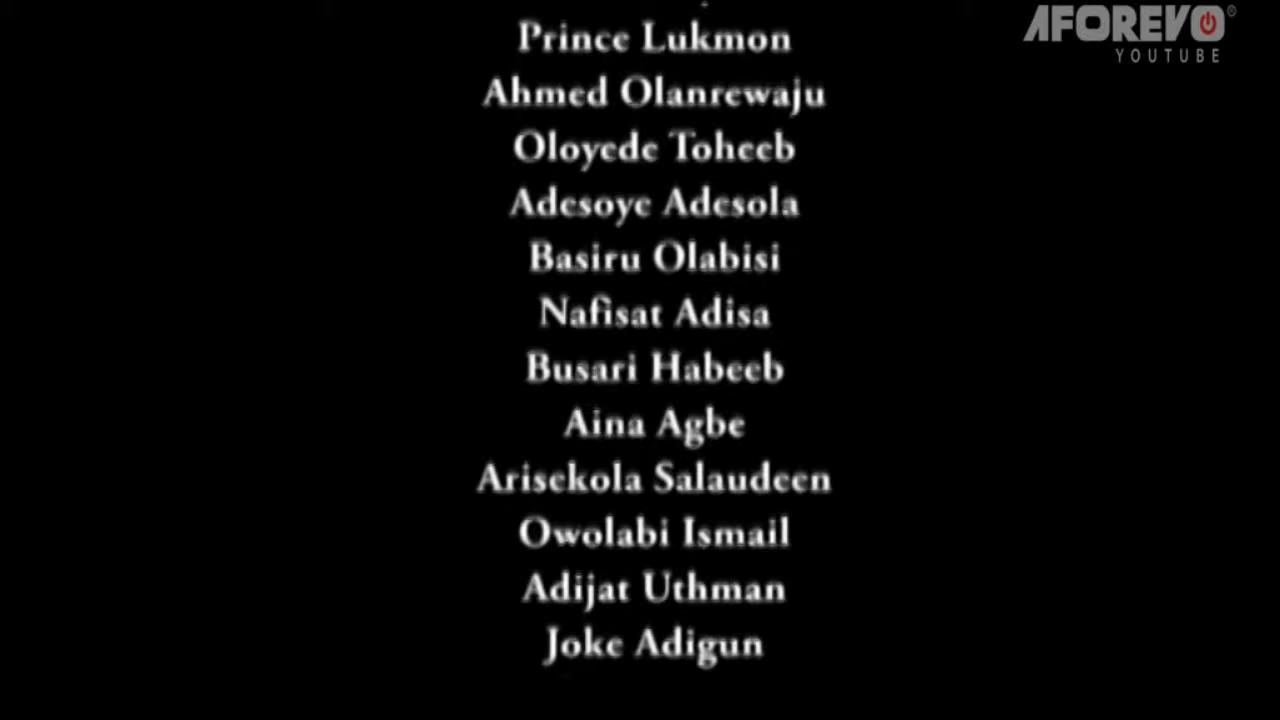 AFOREVO
YOUTUBE
Prince Lukmon
Ahmed Olanrewaju
Oloyede Toheeb
Adesoye Adesola
Basiru Olabisi
Nafisat Adisa
Busari Habeeb
Aina Agbe
Arisekola Salaudeen
Owolabi Ismail
Adijat Uthman
Joke Adigun